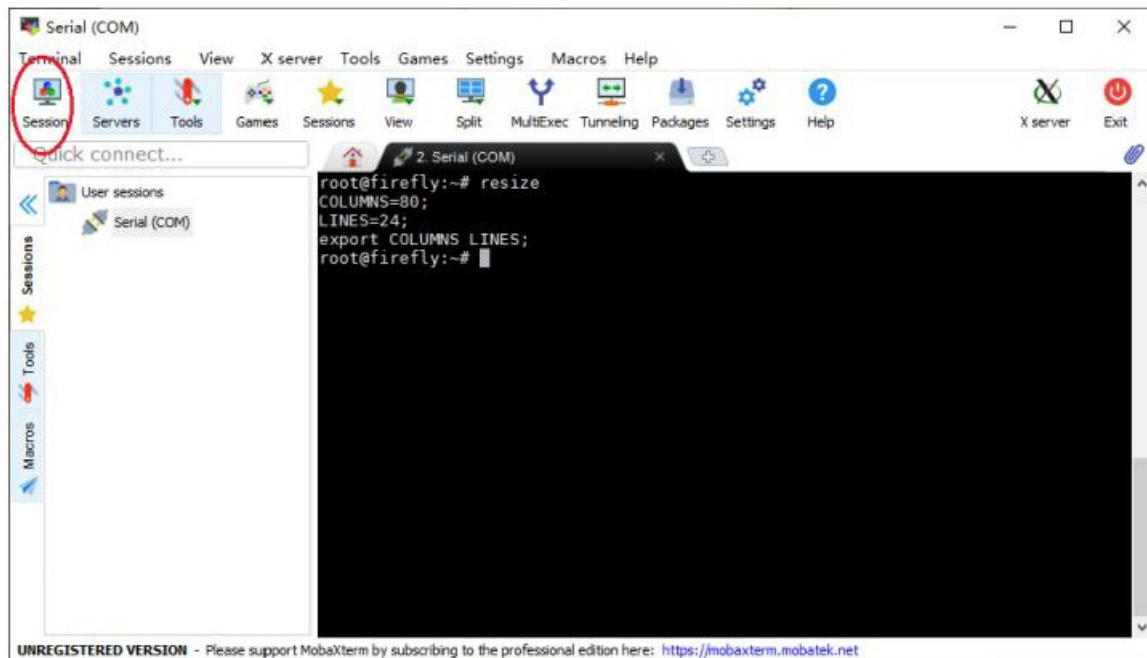 Serial (COM)
Terminal Sessions View X server Tools Games Settings Macros Help
Session Servers Tools Games Sessions View Split MultiExec Tunneling Packages Settings Help X server Exit
Quick connect...
2. Serial (COM)
User sessions
Serial (COM)
Sessions
Tools
Macros
root@firefly:~# resize
COLUMNS=80;
LINES=24;
export COLUMNS LINES;
root@firefly:~#
UNREGISTERED VERSION - Please support MobaXterm by subscribing to the professional edition here: https://mobaxterm.mobatek.net